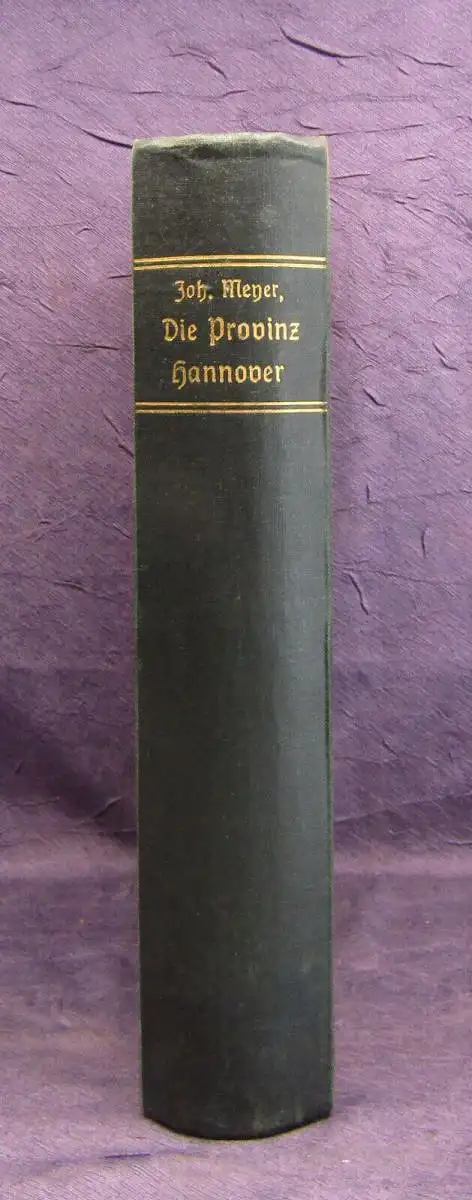 Joh. Meyer,
Die Provinz
Hannover